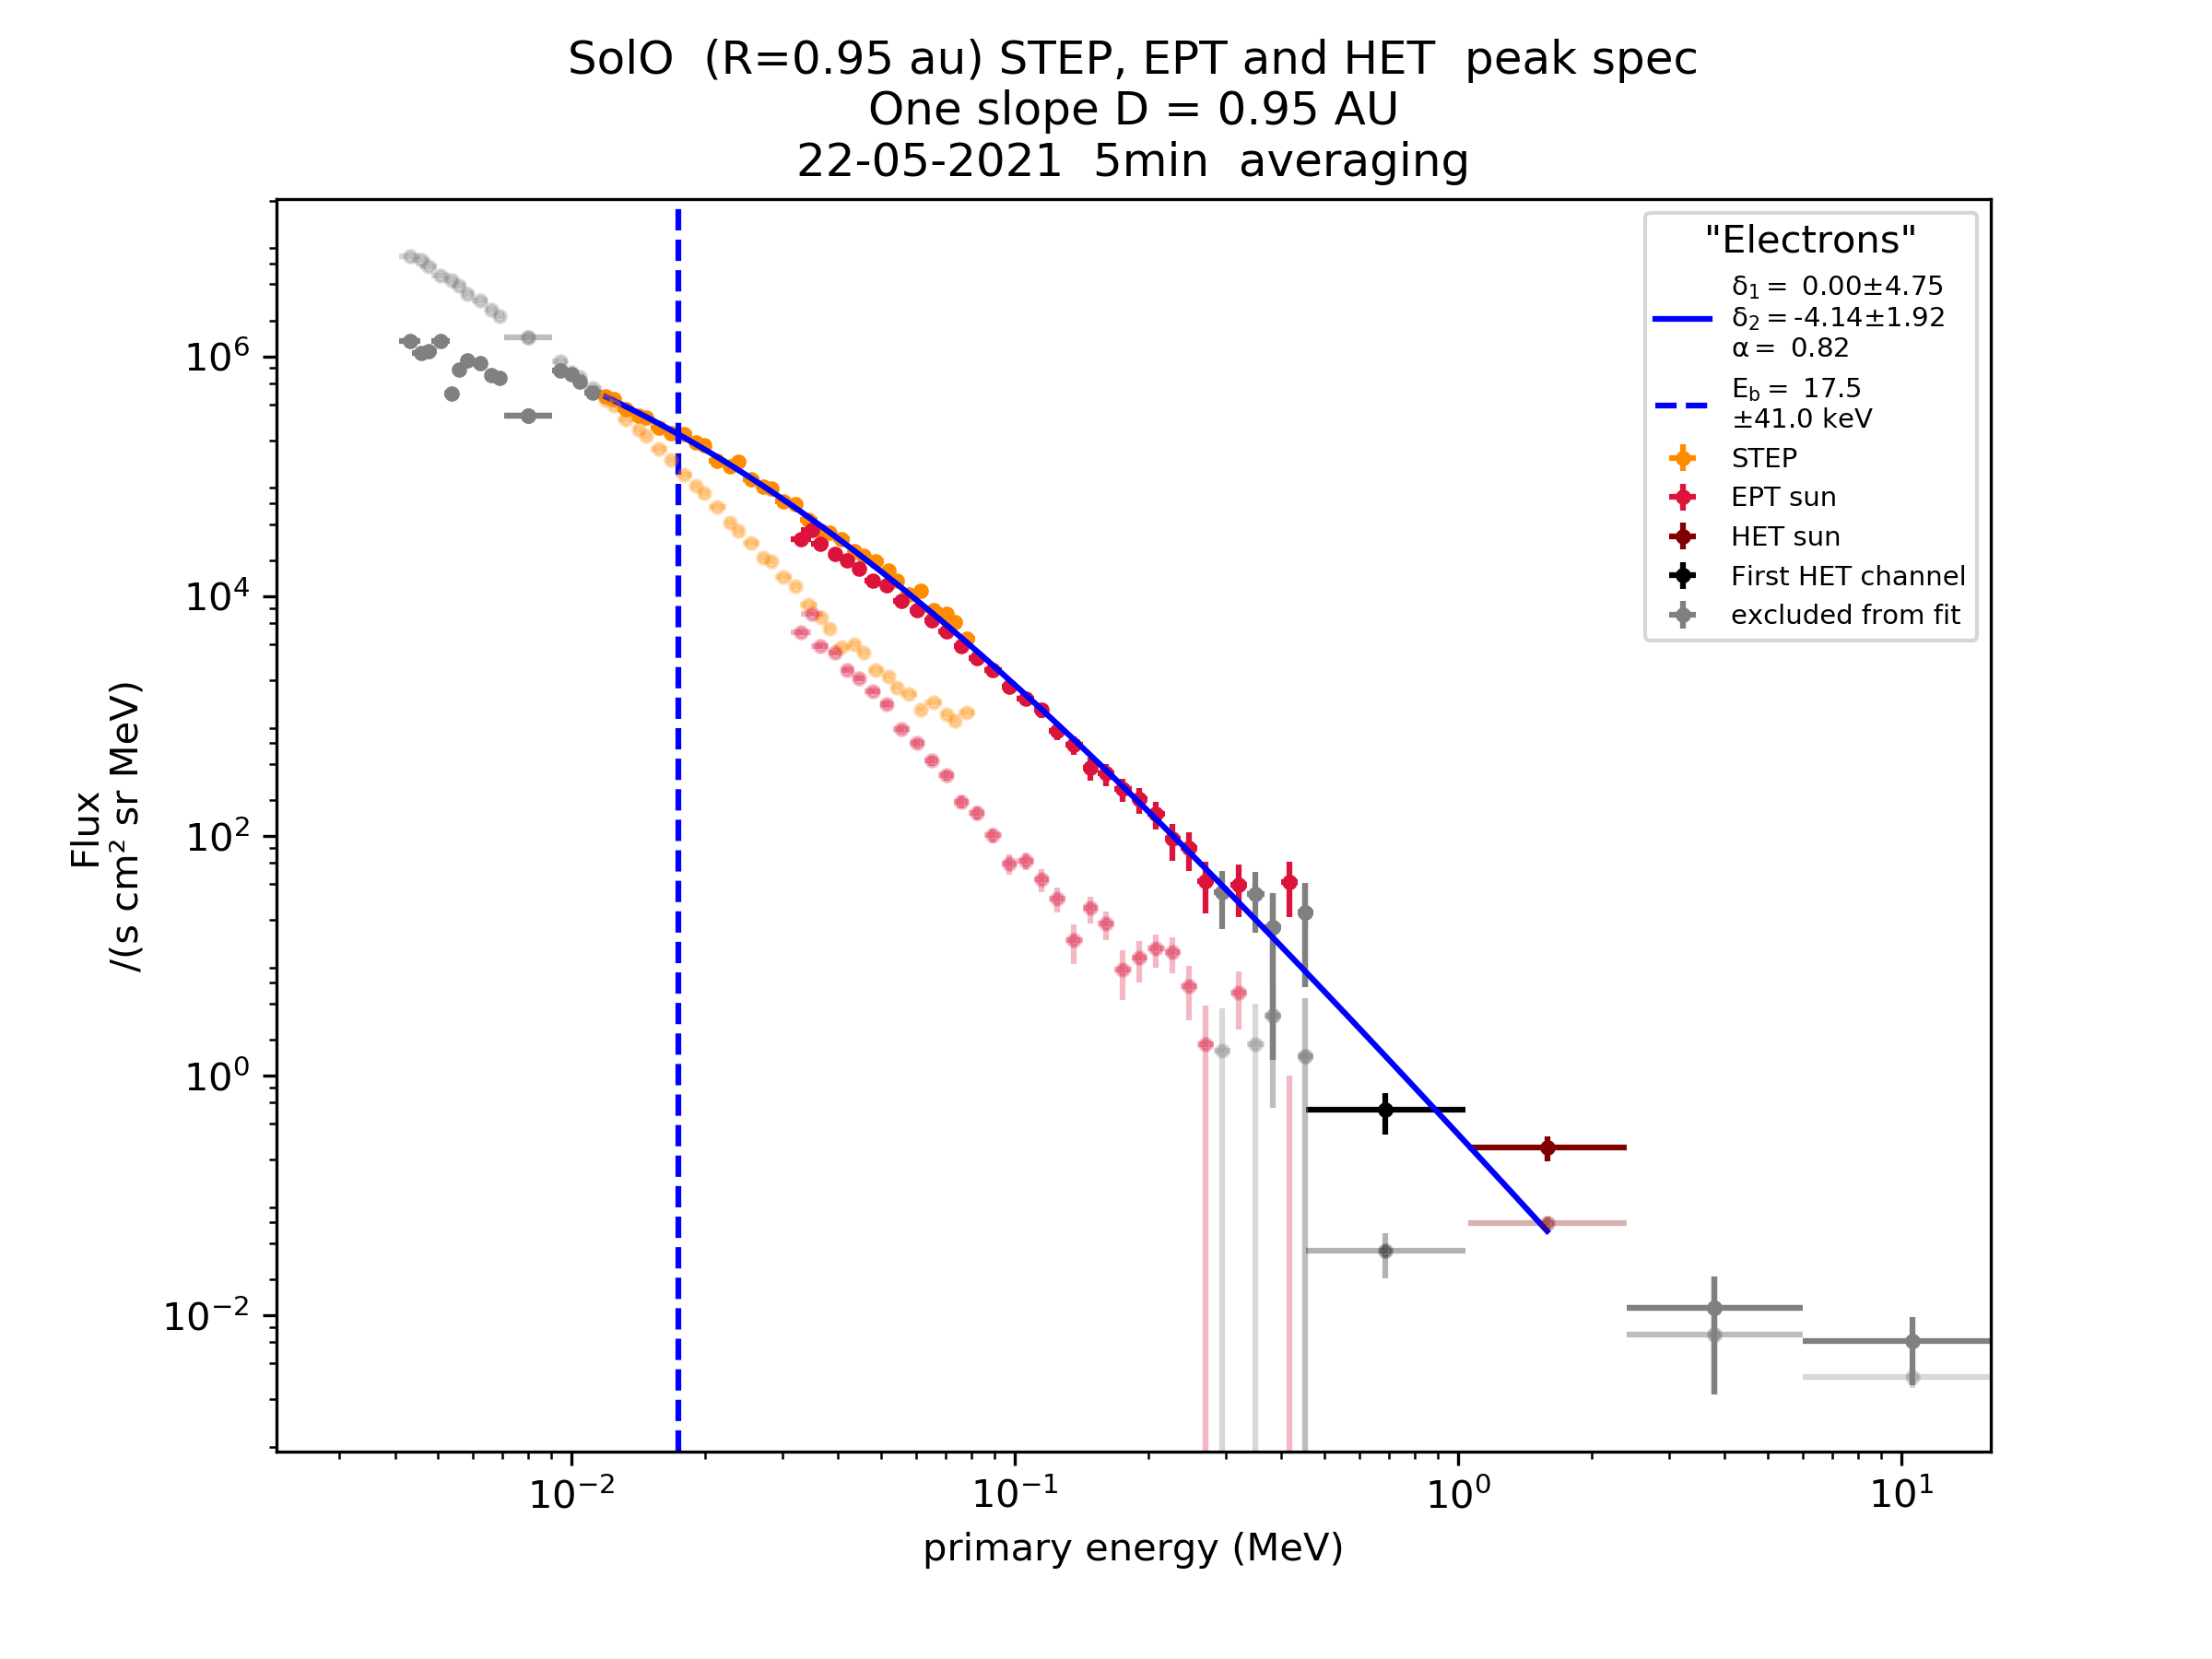 SolO  (R=0.95 au) STEP, EPT and HET  peak spec
One slope D = 0.95 AU
22-05-2021  5min  averaging
"Electrons"
δ₁ =  0.00±4.75
δ₂ = -4.14±1.92
α =  0.82
E_b =  17.5
±41.0 keV
STEP
EPT sun
HET sun
First HET channel
excluded from fit
Flux
/(s cm² sr MeV)
10⁶
10⁴
10²
10⁰
10⁻²
10⁻²
10⁻¹
10⁰
10¹
primary energy (MeV)